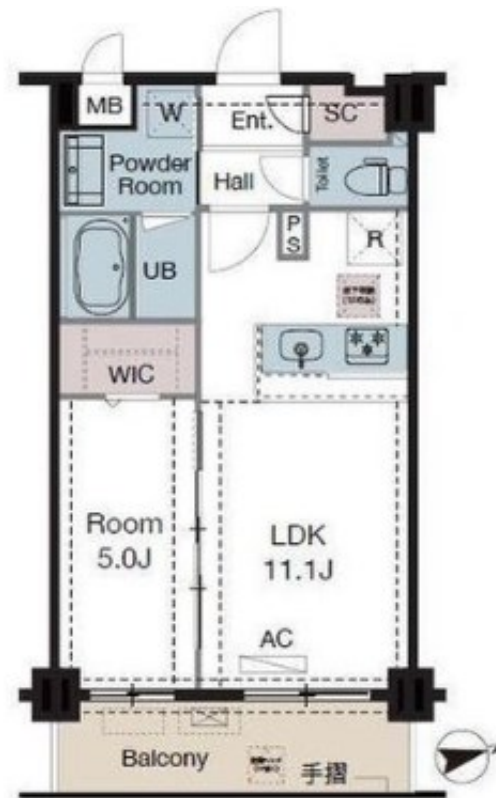 MB
W
Ent.
SC
Powder
Room
Hall
Toilet
PS
R
UB
WIC
Room
5.0J
LDK
11.1J
AC
Balcony
手摺